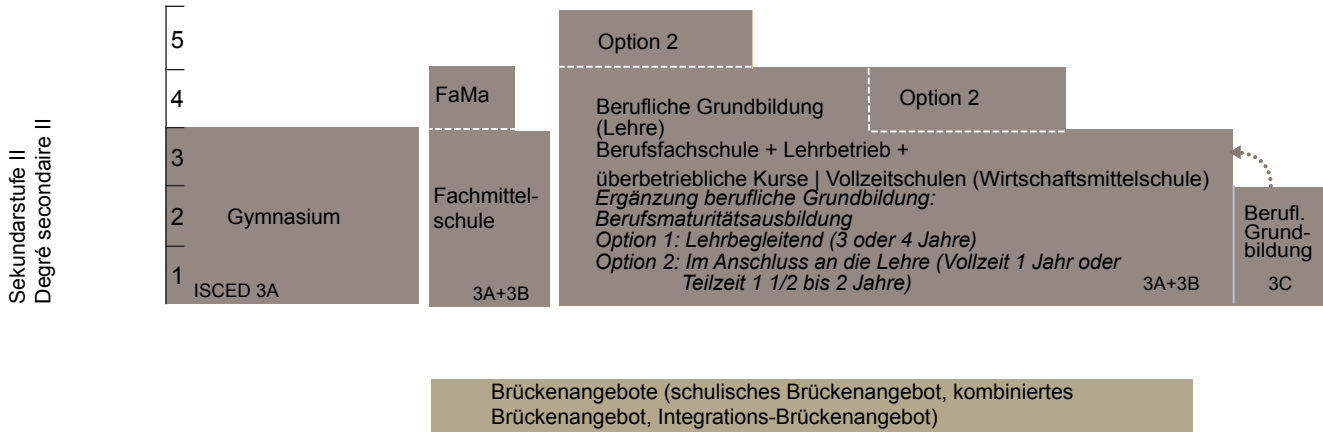 Sekundarstufe II
Degré secondaire II
5
4
3
2
1
Gymnasium
ISCED 3A
FaMa
Fachmittel-
schule
3A+3B
Option 2
Option 2
Berufliche Grundbildung
(Lehre)
Berufsfachschule + Lehrbetrieb +
überbetriebliche Kurse | Vollzeitschulen (Wirtschaftsmittelschule)
Ergänzung berufliche Grundbildung:
Berufsmaturitätsausbildung
Option 1: Lehrbegleitend (3 oder 4 Jahre)
Option 2: Im Anschluss an die Lehre (Vollzeit 1 Jahr oder
Teilzeit 1 1/2 bis 2 Jahre)
3A+3B
Berufl.
Grund-
bildung
3C
Brückenangebote (schulisches Brückenangebot, kombiniertes
Brückenangebot, Integrations-Brückenangebot)